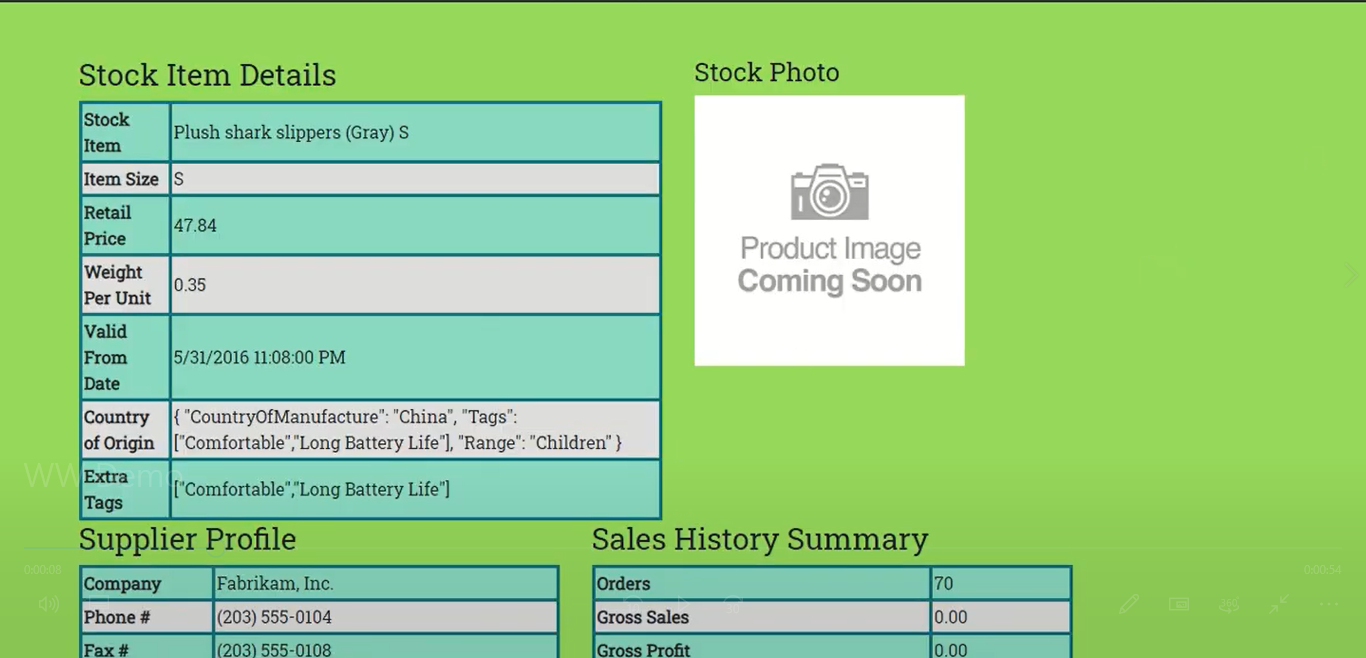 Stock Item Details
Stock Photo
Stock
Item
Plush shark slippers (Gray) S
Item Size
S
Retail
Price
47.84
Weight
Per Unit
0.35
Valid
From
Date
5/31/2016 11:08:00 PM
Country
of Origin
{ "CountryOfManufacture": "China", "Tags":
["Comfortable","Long Battery Life"], "Range": "Children" }
Extra
Tags
["Comfortable","Long Battery Life"]
Product Image
Coming Soon
WWI Demo
Supplier Profile
Sales History Summary
Company
Fabrikam, Inc.
Phone #
(203) 555-0104
Fax #
(203) 555-0108
Orders
70
Gross Sales
0.00
Gross Profit
0.00
0:00:08
0:00:54